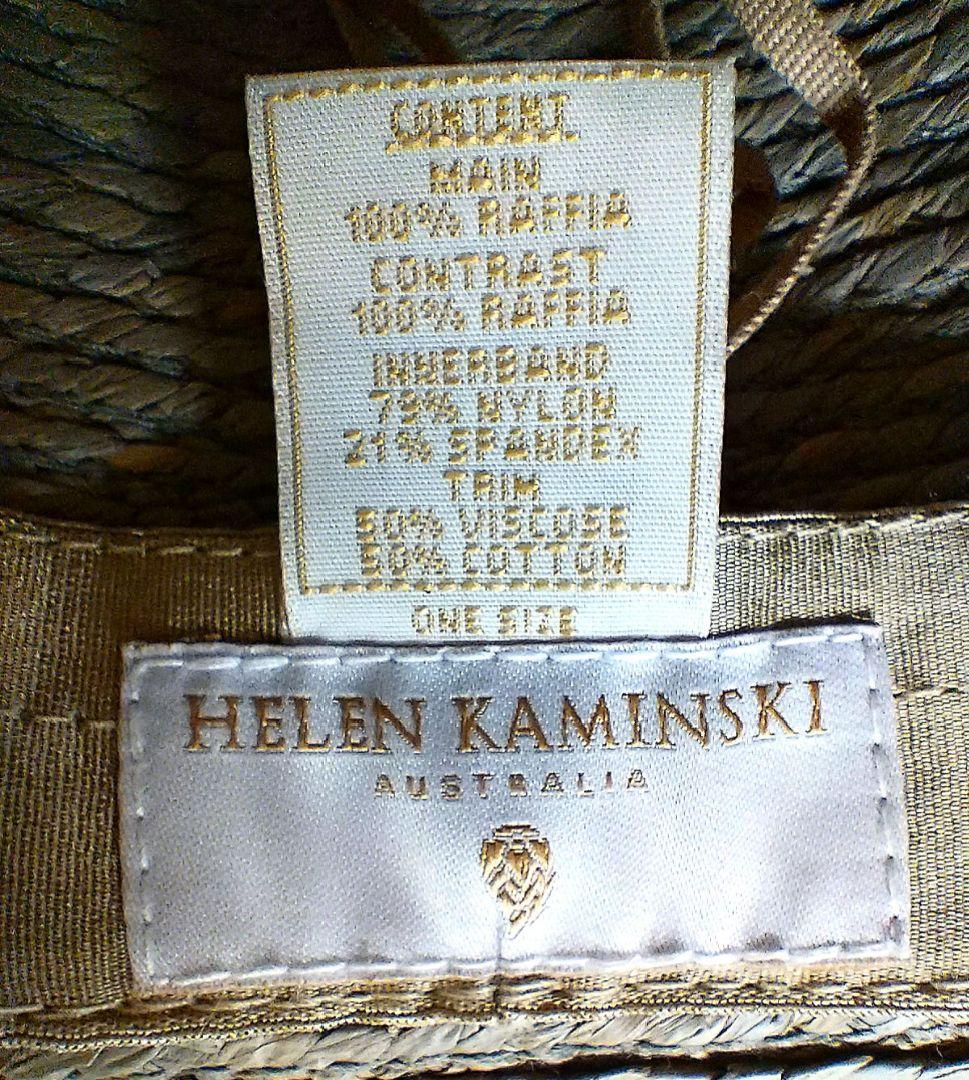 CONTENT
MAIN
100% RAFFIA
CONTRAST
100% RAFFIA
INNERBAND
79% NYLON
21% SPANDEX
TRIM
50% VISCOSE
50% COTTON
ONE SIZE
HELEN KAMINSKI
AUSTRALIA